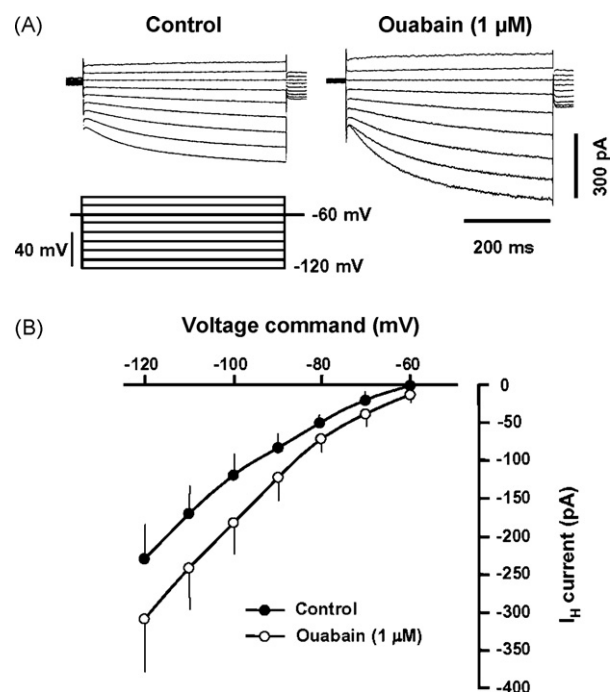 (A)
Control
Ouabain (1 µM)
300 pA
-60 mV
40 mV
-120 mV
200 ms
(B)
Voltage command (mV)
-120 -100 -80 -60
0
-50
-100
-150
-200
-250
-300
-350
-400
I_H current (pA)
Control
Ouabain (1 µM)